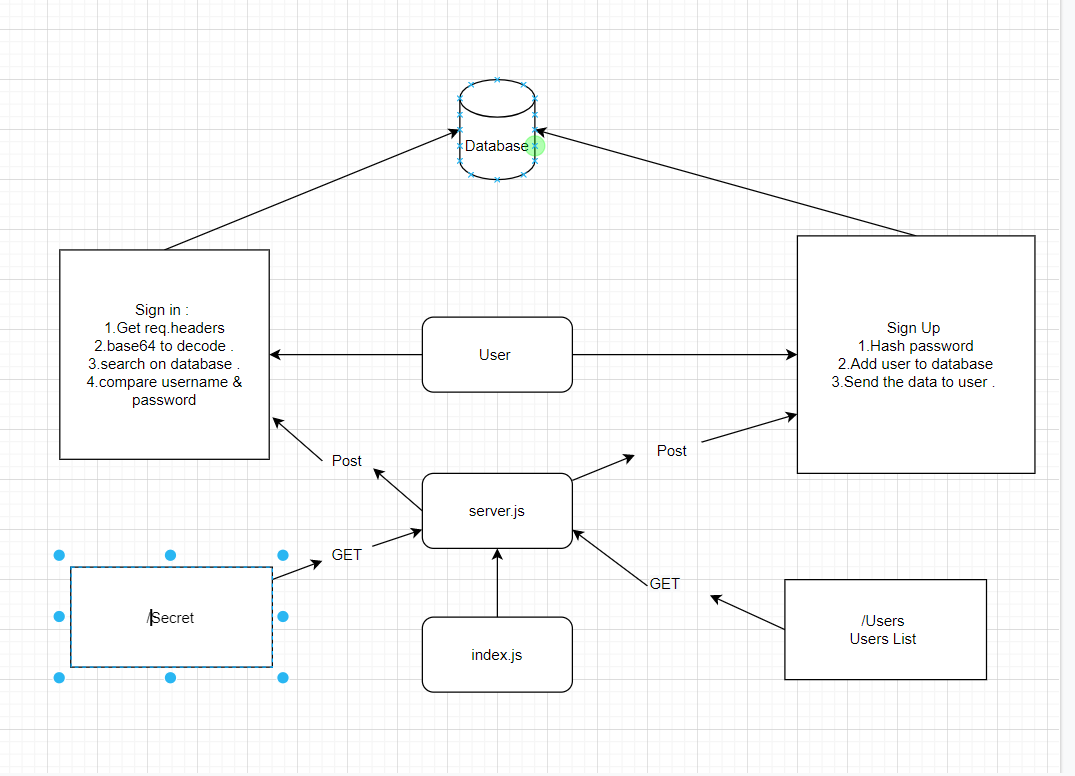 Database
Sign in :
1.Get req.headers
2.base64 to decode .
3.search on database .
4.compare username &
password
User
Sign Up
1.Hash password
2.Add user to database
3.Send the data to user .
Post
Post
server.js
GET
GET
/Secret
index.js
/Users
Users List